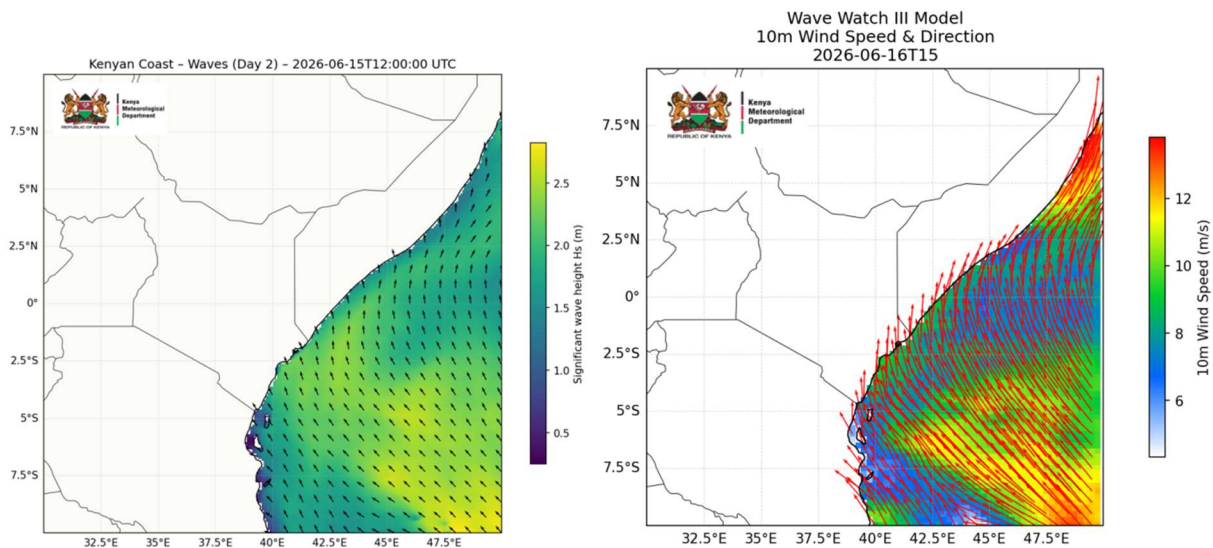 Kenyan Coast – Waves (Day 2) – 2026-06-15T12:00:00 UTC
Kenya
Meteorological
Department
REPUBLIC OF KENYA
7.5°N
5°N
2.5°N
0°
2.5°S
5°S
7.5°S
32.5°E 35°E 37.5°E 40°E 42.5°E 45°E 47.5°E
2.5
2.0
1.5
1.0
0.5
Significant wave height Hs (m)
Wave Watch III Model
10m Wind Speed & Direction
2026-06-16T15
Kenya
Meteorological
Department
REPUBLIC OF KENYA
7.5°N
5°N
2.5°N
0°
2.5°S
5°S
7.5°S
32.5°E 35°E 37.5°E 40°E 42.5°E 45°E 47.5°E
12
10
8
6
10m Wind Speed (m/s)